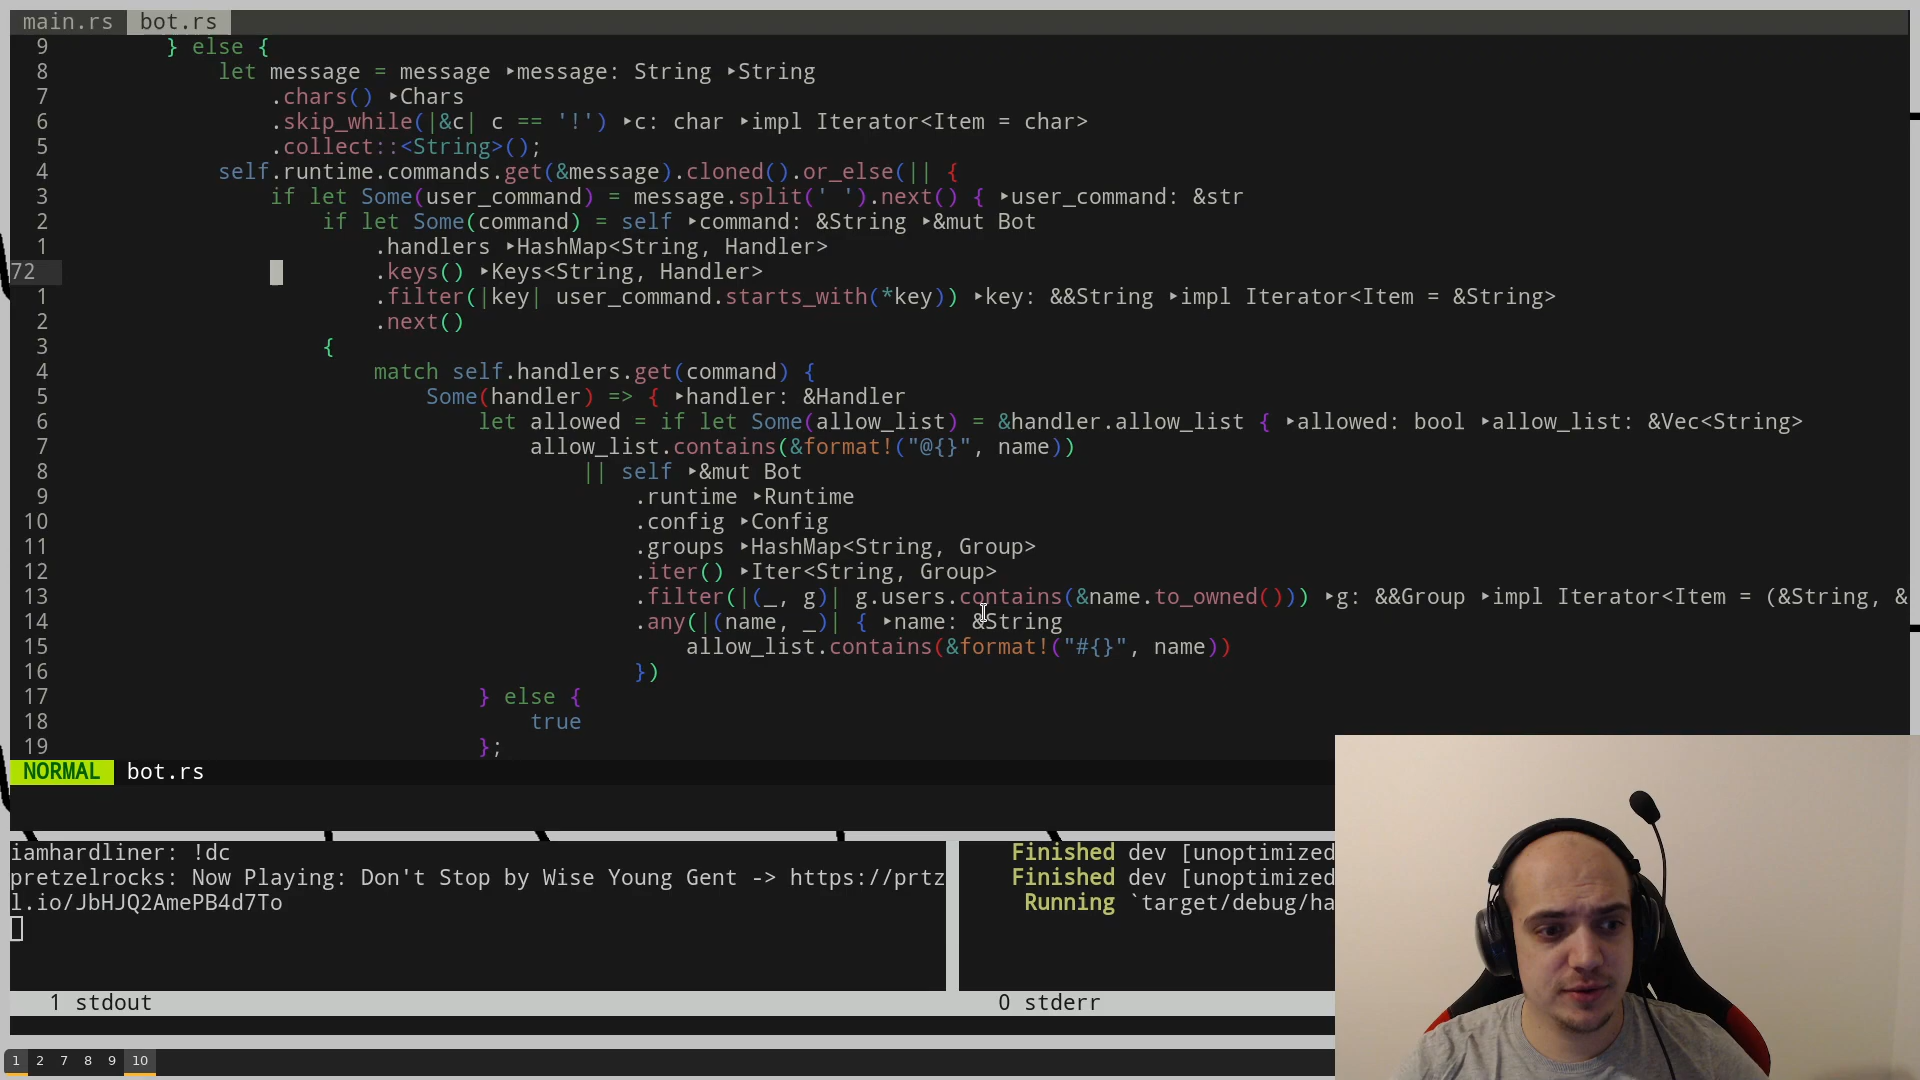 main.rs bot.rs
9 } else {
8 let message = message ‣message: String ‣String
7 .chars() ‣Chars
6 .skip_while(|&c| c == '!') ‣c: char ‣impl Iterator<Item = char>
5 .collect::<String>();
4 self.runtime.commands.get(&message).cloned().or_else(|| {
3 if let Some(user_command) = message.split(' ').next() { ‣user_command: &str
2 if let Some(command) = self ‣command: &String ‣&mut Bot
1 .handlers ‣HashMap<String, Handler>
72 .keys() ‣Keys<String, Handler>
1 .filter(|key| user_command.starts_with(*key)) ‣key: &&String ‣impl Iterator<Item = &String>
2 .next()
3 {
4 match self.handlers.get(command) {
5 Some(handler) => { ‣handler: &Handler
6 let allowed = if let Some(allow_list) = &handler.allow_list { ‣allowed: bool ‣allow_list: &Vec<String>
7 allow_list.contains(&format!("@{}", name))
8 || self ‣&mut Bot
9 .runtime ‣Runtime
10 .config ‣Config
11 .groups ‣HashMap<String, Group>
12 .iter() ‣Iter<String, Group>
13 .filter(|(_, g)| g.users.contains(&name.to_owned())) ‣g: &&Group ‣impl Iterator<Item = (&String, &
14 .any(|(name, _)| { ‣name: &String
15 allow_list.contains(&format!("#{}", name))
16 })
17 } else {
18 true
19 };
NORMAL bot.rs
iamhardliner: !dc
pretzelrocks: Now Playing: Don't Stop by Wise Young Gent -> https://prtz
l.io/JbHJQ2AmePB4d7To
1 stdout
Finished dev [unoptimized
Finished dev [unoptimized
Running `target/debug/ha
0 stderr
1 2 7 8 9 10